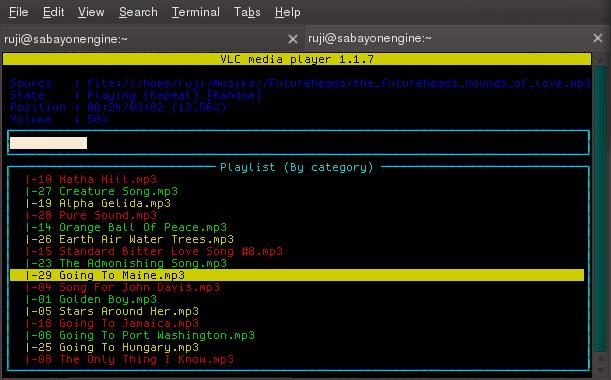 File Edit View Search Terminal Tabs Help
ruji@sabayonengine:~ ruji@sabayonengine:~
VLC media player 1.1.7
Source : file:///home/ruji/Musiks//Futureheads/the_futureheads_hounds_of_love.mp3
State : Playing [Repeat] [Random]
Position : 00:24/03:02 (13.56%)
Volume : 50%
Playlist (By category)
|-10 Hatha Hill.mp3
|-27 Creature Song.mp3
|-19 Alpha Gelida.mp3
|-28 Pure Sound.mp3
|-14 Orange Ball Of Peace.mp3
|-26 Earth Air Water Trees.mp3
|-15 Standard Bitter Love Song #8.mp3
|-23 The Admonishing Song.mp3
|-29 Going To Maine.mp3
|-04 Song For John Davis.mp3
|-01 Golden Boy.mp3
|-05 Stars Around Her.mp3
|-18 Going To Jamaica.mp3
|-06 Going To Port Washington.mp3
|-25 Going To Hungary.mp3
|-08 The Only Thing I Know.mp3